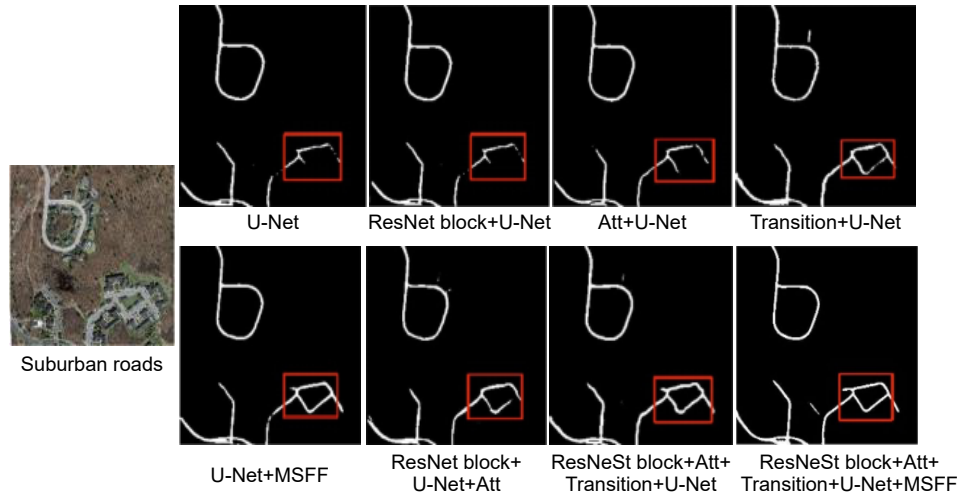 U-Net
ResNet block+U-Net
Att+U-Net
Transition+U-Net
Suburban roads
U-Net+MSFF
ResNet block+
U-Net+Att
ResNeSt block+Att+
Transition+U-Net
ResNeSt block+Att+
Transition+U-Net+MSFF